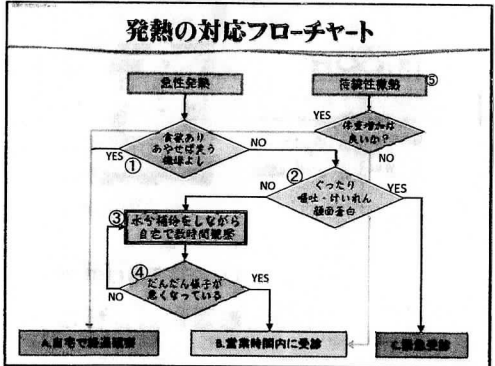 発熱の対応フローチャート
急性発熱
持続性微熱
⑤
YES
体重増加は
良いか？
NO
食欲あり
あやせば笑う
機嫌よし
YES
①
NO
②
NO
ぐったり
嘔吐・けいれん
顔面蒼白
YES
③
水分補給をしながら
自宅で数時間観察
④
だんだん様子が
悪くなっている
NO
YES
A.自宅で経過観察
B.営業時間内に受診
C.緊急受診